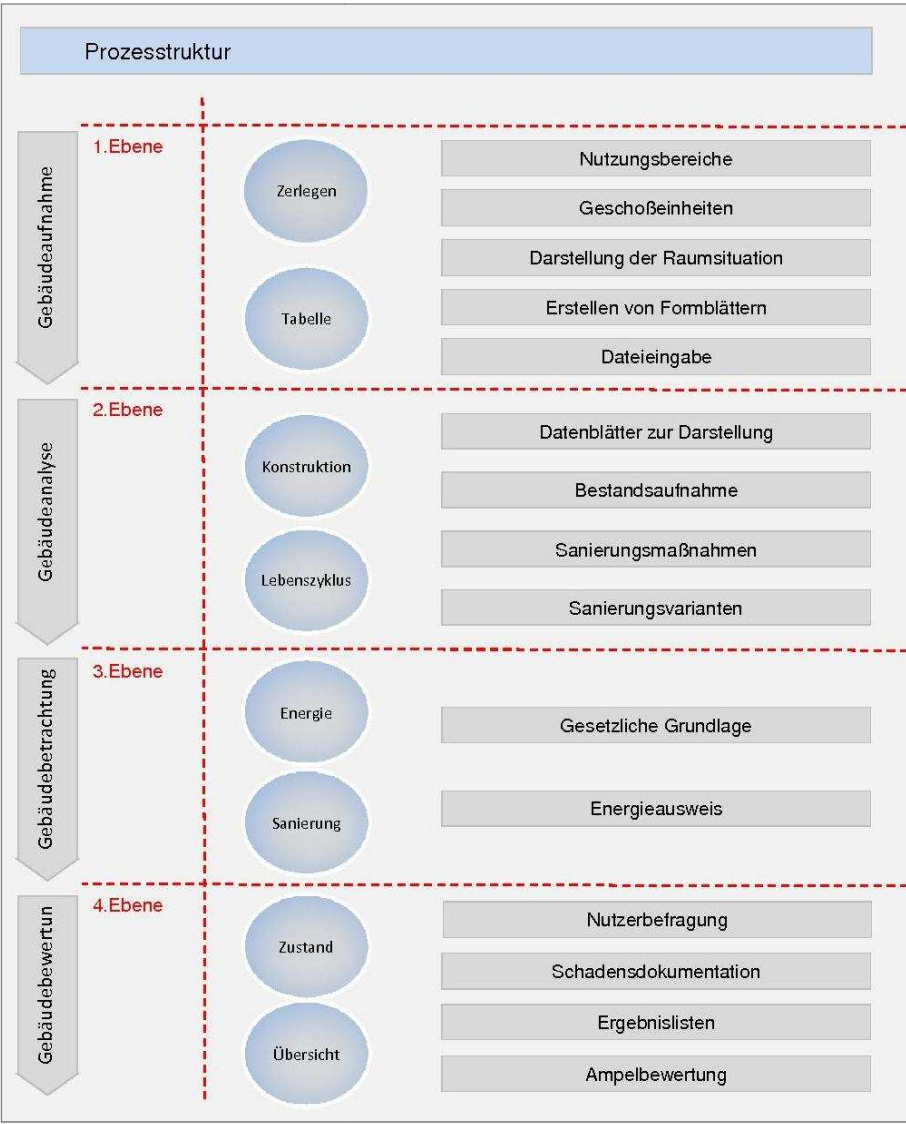 Prozesstruktur
Gebäudeaufnahme
1.Ebene
Zerlegen
Tabelle
Nutzungsbereiche
Geschoßeinheiten
Darstellung der Raumsituation
Erstellen von Formblättern
Dateieingabe
Gebäudeanalyse
2.Ebene
Konstruktion
Lebenszyklus
Datenblätter zur Darstellung
Bestandsaufnahme
Sanierungsmaßnahmen
Sanierungsvarianten
Gebäudebetrachtung
3.Ebene
Energie
Sanierung
Gesetzliche Grundlage
Energieausweis
Gebäudebewertun
4.Ebene
Zustand
Übersicht
Nutzerbefragung
Schadensdokumentation
Ergebnislisten
Ampelbewertung